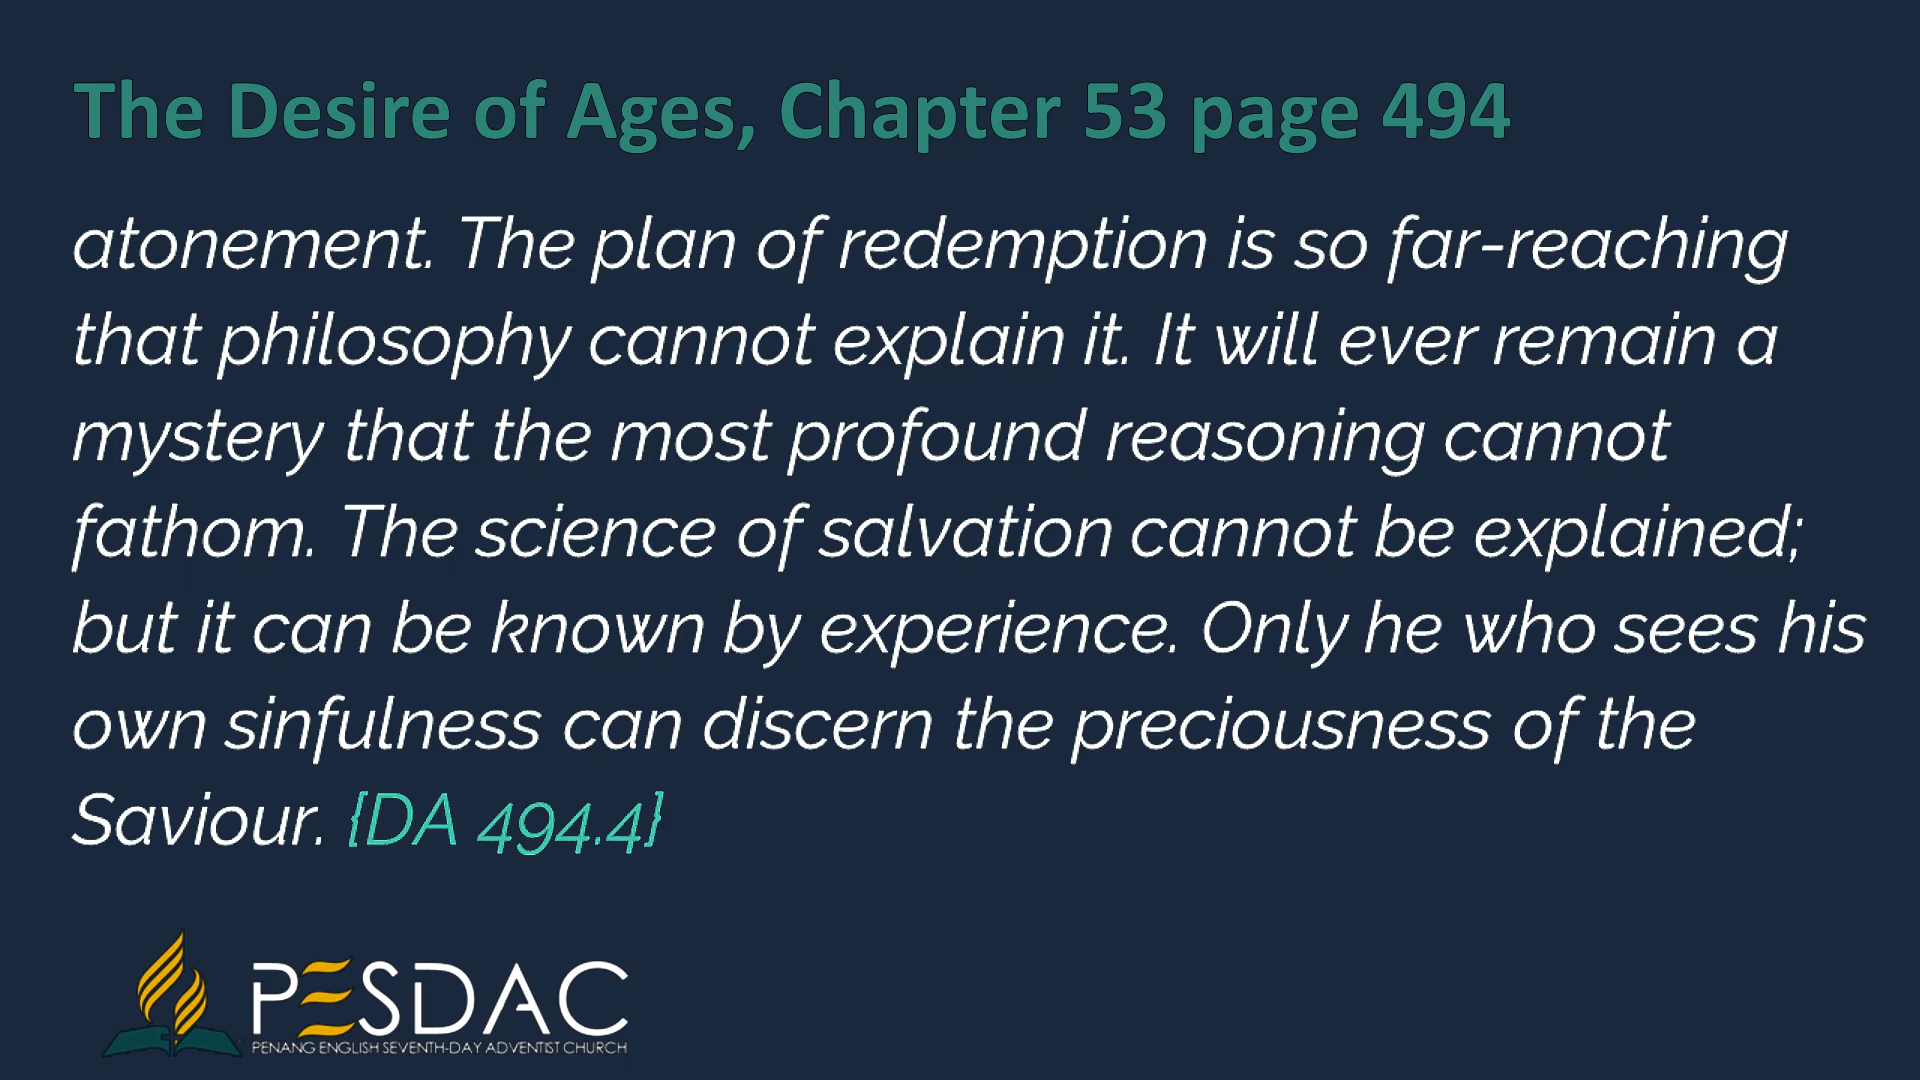 The Desire of Ages, Chapter 53 page 494
atonement. The plan of redemption is so far-reaching
that philosophy cannot explain it. It will ever remain a
mystery that the most profound reasoning cannot
fathom. The science of salvation cannot be explained;
but it can be known by experience. Only he who sees his
own sinfulness can discern the preciousness of the
Saviour. {DA 494.4}
PESDAC
PENANG ENGLISH SEVENTH-DAY ADVENTIST CHURCH